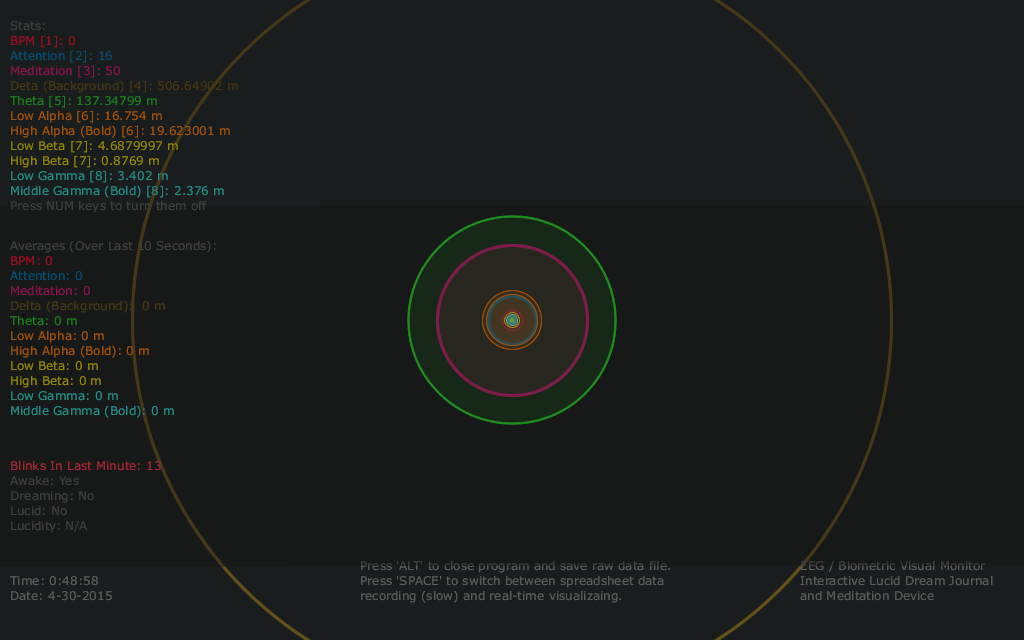 Stats:
BPM [1]: 0
Attention [2]: 16
Meditation [3]: 50
Deta (Background) [4]: 506.64902 m
Theta [5]: 137.34799 m
Low Alpha [6]: 16.754 m
High Alpha (Bold) [6]: 19.623001 m
Low Beta [7]: 4.6879997 m
High Beta [7]: 0.8769 m
Low Gamma [8]: 3.402 m
Middle Gamma (Bold) [8]: 2.376 m
Press NUM keys to turn them off
Averages (Over Last 10 Seconds):
BPM: 0
Attention: 0
Meditation: 0
Delta (Background): 0 m
Theta: 0 m
Low Alpha: 0 m
High Alpha (Bold): 0 m
Low Beta: 0 m
High Beta: 0 m
Low Gamma: 0 m
Middle Gamma (Bold): 0 m
Blinks In Last Minute: 13
Awake: Yes
Dreaming: No
Lucid: No
Lucidity: N/A
Time: 0:48:58
Date: 4-30-2015
Press 'ALT' to close program and save raw data file.
Press 'SPACE' to switch between spreadsheet data
recording (slow) and real-time visualizaing.
EEG / Biometric Visual Monitor
Interactive Lucid Dream Journal
and Meditation Device